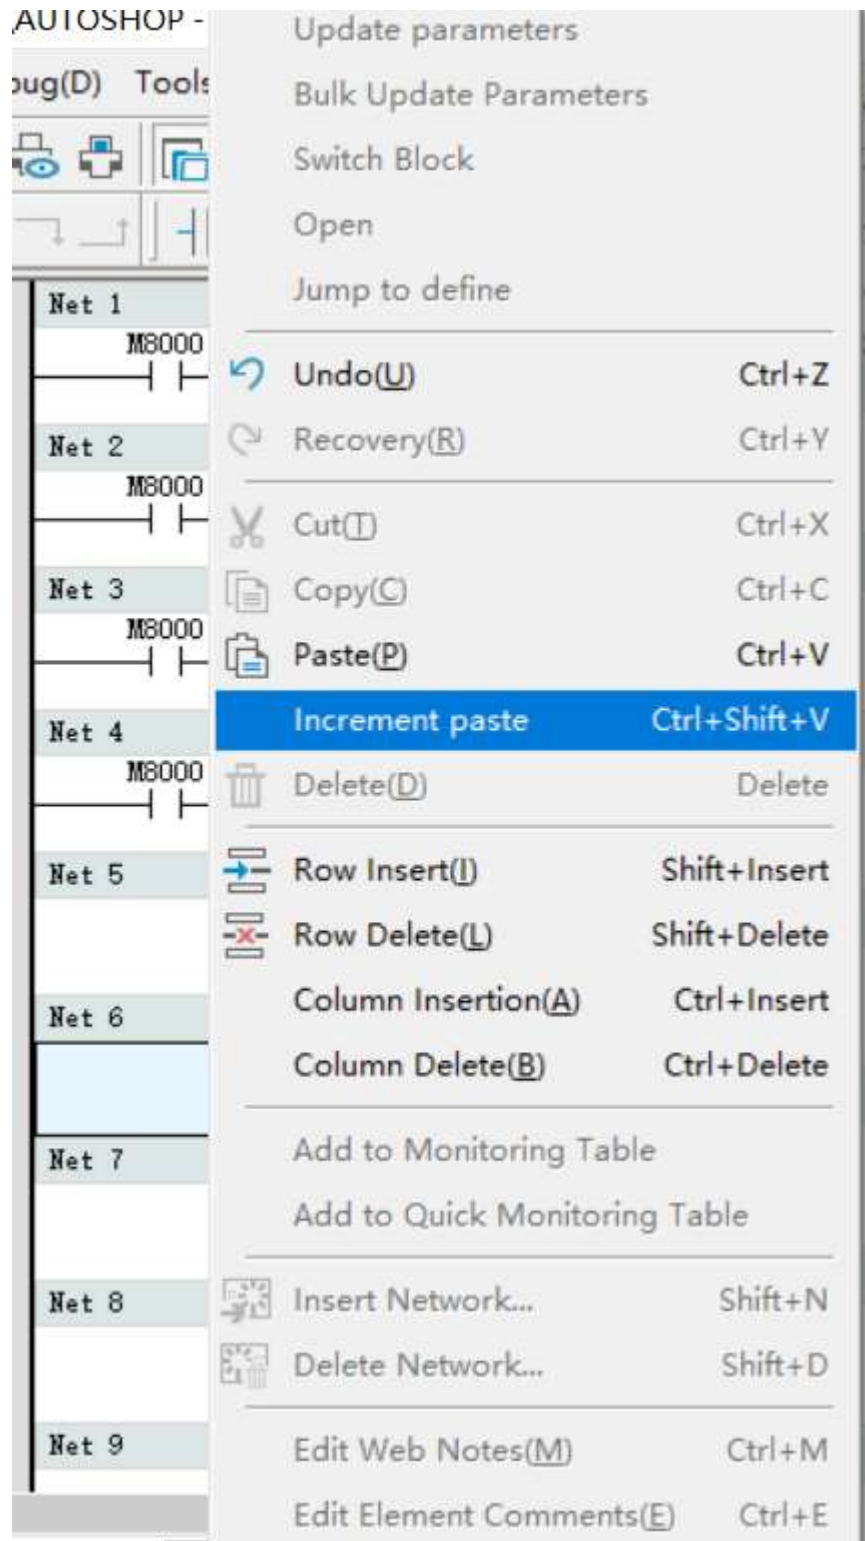 AUTOSHOP -
bug(D) Tools
Net 1
M8000
Net 2
M8000
Net 3
M8000
Net 4
M8000
Net 5
Net 6
Net 7
Net 8
Net 9
Update parameters
Bulk Update Parameters
Switch Block
Open
Jump to define
Undo(U) Ctrl+Z
Recovery(R) Ctrl+Y
Cut(T) Ctrl+X
Copy(C) Ctrl+C
Paste(P) Ctrl+V
Increment paste Ctrl+Shift+V
Delete(D) Delete
Row Insert(I) Shift+Insert
Row Delete(L) Shift+Delete
Column Insertion(A) Ctrl+Insert
Column Delete(B) Ctrl+Delete
Add to Monitoring Table
Add to Quick Monitoring Table
Insert Network... Shift+N
Delete Network... Shift+D
Edit Web Notes(M) Ctrl+M
Edit Element Comments(E) Ctrl+E